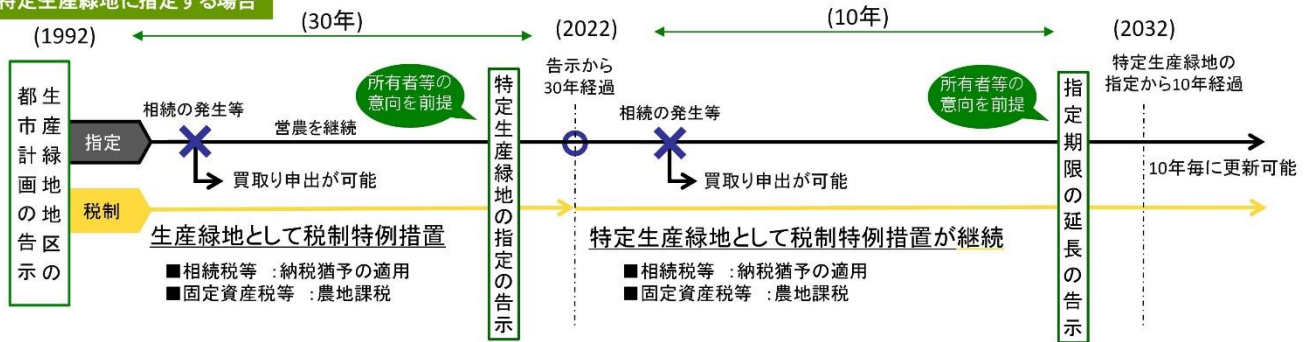 特定生産緑地に指定する場合
(1992)
(30年)
(2022)
(10年)
(2032)
生産緑地地区の
都市計画の告示
指定
税制
相続の発生等
営農を継続
買取り申出が可能
所有者等の
意向を前提
特定生産緑地の指定の告示
告示から
30年経過
相続の発生等
買取り申出が可能
所有者等の
意向を前提
指定期限の延長の告示
特定生産緑地の
指定から10年経過
10年毎に更新可能
生産緑地として税制特例措置
■相続税等 :納税猶予の適用
■固定資産税等 :農地課税
特定生産緑地として税制特例措置が継続
■相続税等 :納税猶予の適用
■固定資産税等 :農地課税